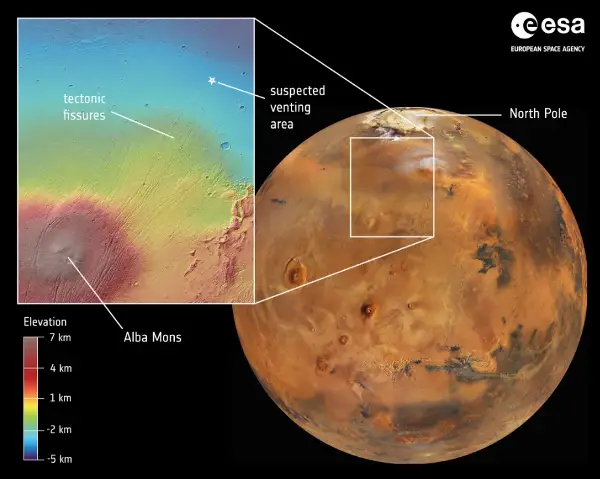 esa
EUROPEAN SPACE AGENCY
tectonic
fissures
suspected
venting
area
North Pole
Alba Mons
Elevation
7 km
4 km
1 km
-2 km
-5 km